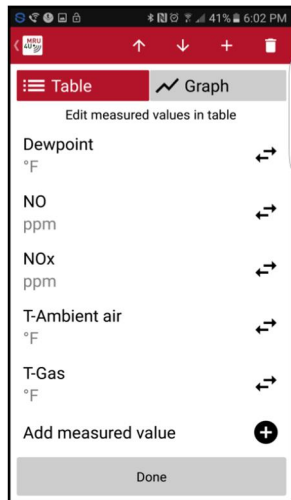 41% 6:02 PM
MRU
4U
Table
Graph
Edit measured values in table
Dewpoint
°F
NO
ppm
NOx
ppm
T-Ambient air
°F
T-Gas
°F
Add measured value
Done